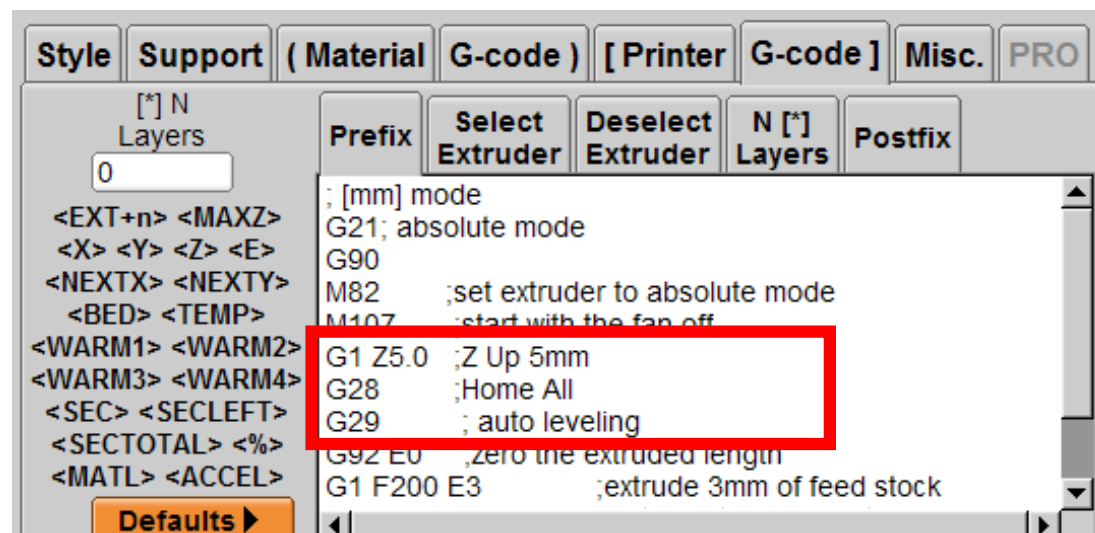 Style Support ( Material G-code ) [ Printer G-code ] Misc. PRO
[*] N
Layers
0
<EXT+n> <MAXZ>
<X> <Y> <Z> <E>
<NEXTX> <NEXTY>
<BED> <TEMP>
<WARM1> <WARM2>
<WARM3> <WARM4>
<SEC> <SECLEFT>
<SECTOTAL> <%>
<MATL> <ACCEL>
Defaults
Prefix
Select
Extruder
Deselect
Extruder
N [*]
Layers
Postfix
; [mm] mode
G21; absolute mode
G90
M82 ;set extruder to absolute mode
M107 ;start with the fan off
G1 Z5.0 ;Z Up 5mm
G28 ;Home All
G29 ; auto leveling
G92 E0 ;zero the extruded length
G1 F200 E3 ;extrude 3mm of feed stock